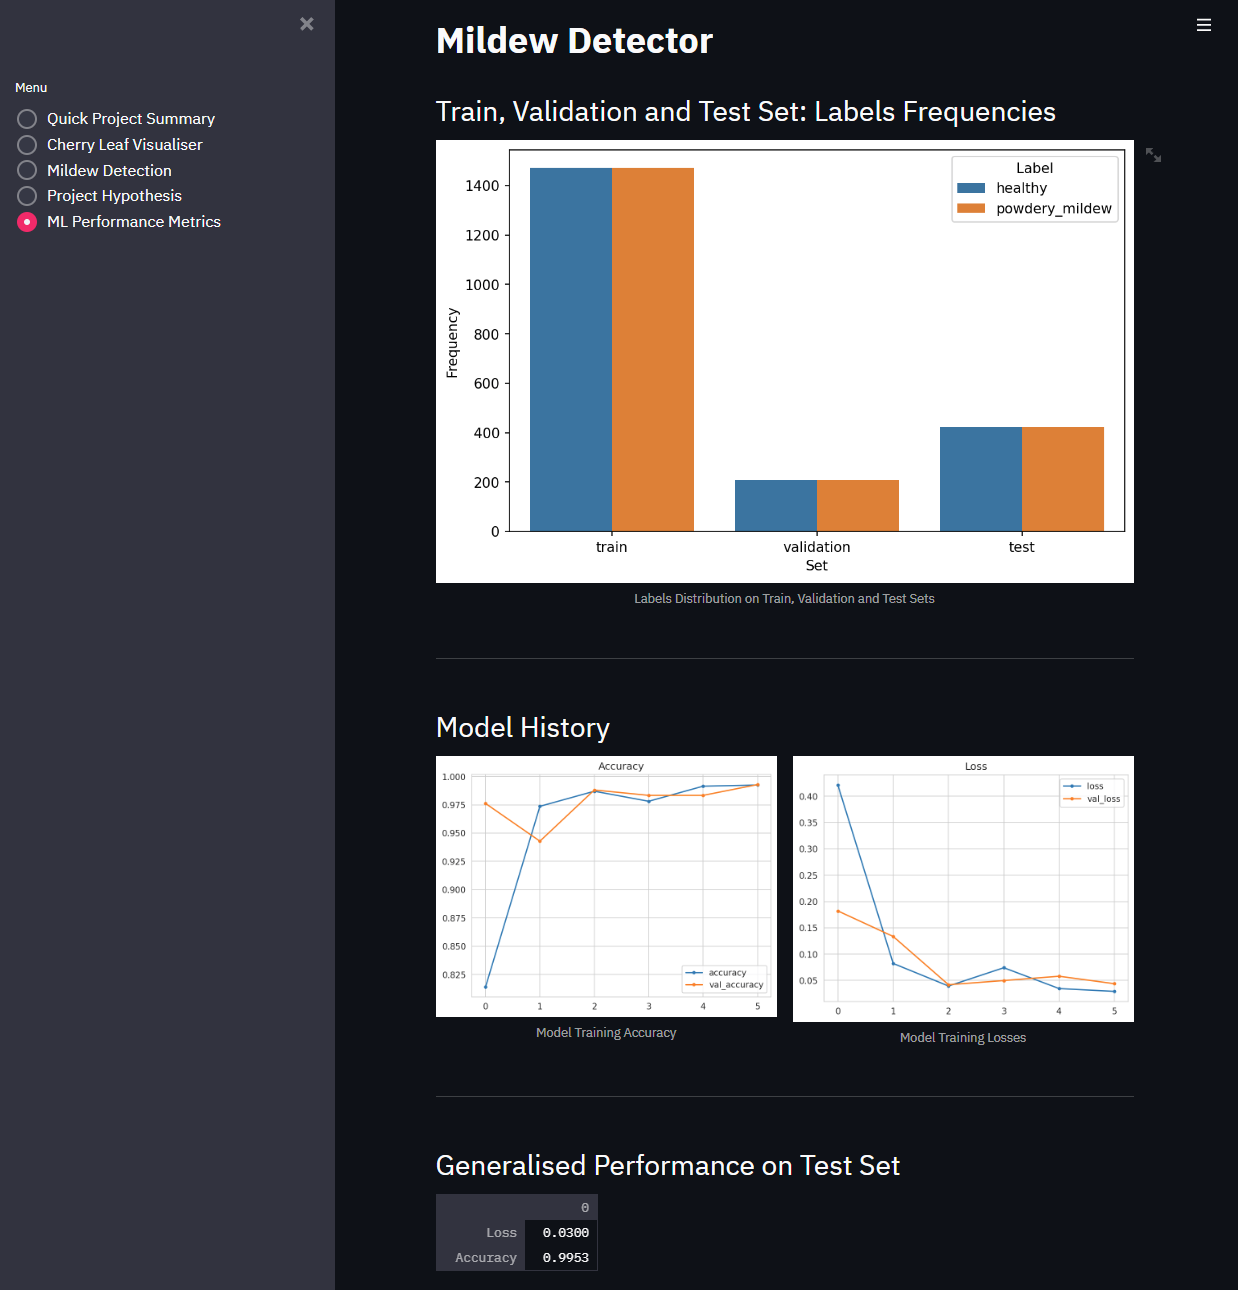 Menu
Quick Project Summary
Cherry Leaf Visualiser
Mildew Detection
Project Hypothesis
ML Performance Metrics
Mildew Detector
Train, Validation and Test Set: Labels Frequencies
Label
healthy
powdery_mildew
1400
1200
1000
800
600
400
200
0
Frequency
train validation test
Set
Labels Distribution on Train, Validation and Test Sets
Model History
Accuracy
1.000
0.975
0.950
0.925
0.900
0.875
0.850
0.825
accuracy
val_accuracy
0 1 2 3 4 5
Model Training Accuracy
Loss
loss
val_loss
0.40
0.35
0.30
0.25
0.20
0.15
0.10
0.05
0 1 2 3 4 5
Model Training Losses
Generalised Performance on Test Set
0
Loss 0.0300
Accuracy 0.9953